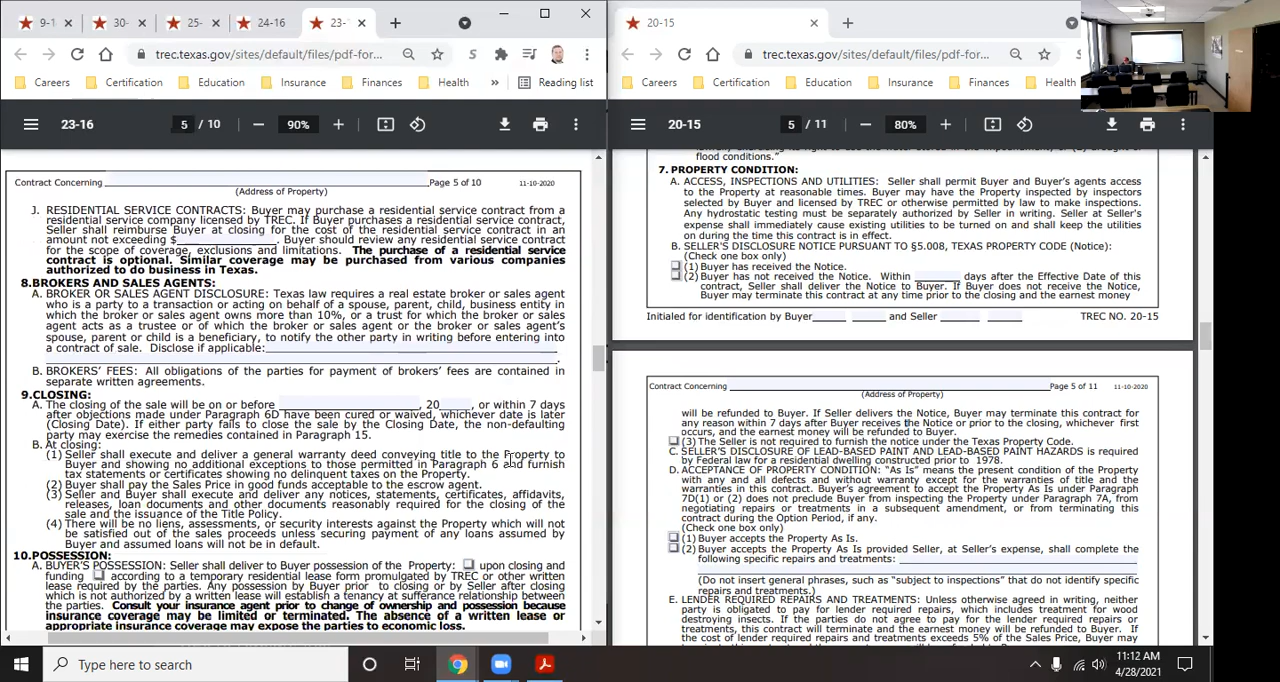 9-1
30-
25-
24-16
23-
20-15
trec.texas.gov/sites/default/files/pdf-for...
S
trec.texas.gov/sites/default/files/pdf-for...
S
Careers
Certification
Education
Insurance
Finances
Health
»
Reading list
Careers
Certification
Education
Insurance
Finances
Health
23-16
5 / 10
90%
20-15
5 / 11
80%
Contract Concerning Page 5 of 10 11-10-2020
(Address of Property)
J. RESIDENTIAL SERVICE CONTRACTS: Buyer may purchase a residential service contract from a
residential service company licensed by TREC. If Buyer purchases a residential service contract,
Seller shall reimburse Buyer at closing for the cost of the residential service contract in an
amount not exceeding $ . Buyer should review any residential service contract
for the scope of coverage, exclusions and limitations. The purchase of a residential service
contract is optional. Similar coverage may be purchased from various companies
authorized to do business in Texas.
8.BROKERS AND SALES AGENTS:
A. BROKER OR SALES AGENT DISCLOSURE: Texas law requires a real estate broker or sales agent
who is a party to a transaction or acting on behalf of a spouse, parent, child, business entity in
which the broker or sales agent owns more than 10%, or a trust for which the broker or sales
agent acts as a trustee or of which the broker or sales agent or the broker or sales agent's
spouse, parent or child is a beneficiary, to notify the other party in writing before entering into
a contract of sale. Disclose if applicable:
.
B. BROKERS' FEES: All obligations of the parties for payment of brokers' fees are contained in
separate written agreements.
9.CLOSING:
A. The closing of the sale will be on or before , 20 , or within 7 days
after objections made under Paragraph 6D have been cured or waived, whichever date is later
(Closing Date). If either party fails to close the sale by the Closing Date, the non-defaulting
party may exercise the remedies contained in Paragraph 15.
B. At closing:
(1) Seller shall execute and deliver a general warranty deed conveying title to the Property to
Buyer and showing no additional exceptions to those permitted in Paragraph 6 and furnish
tax statements or certificates showing no delinquent taxes on the Property.
(2) Buyer shall pay the Sales Price in good funds acceptable to the escrow agent.
(3) Seller and Buyer shall execute and deliver any notices, statements, certificates, affidavits,
releases, loan documents and other documents reasonably required for the closing of the
sale and the issuance of the Title Policy.
(4) There will be no liens, assessments, or security interests against the Property which will not
be satisfied out of the sales proceeds unless securing payment of any loans assumed by
Buyer and assumed loans will not be in default.
10.POSSESSION:
A. BUYER'S POSSESSION: Seller shall deliver to Buyer possession of the Property: upon closing and
funding according to a temporary residential lease form promulgated by TREC or other written
lease required by the parties. Any possession by Buyer prior to closing or by Seller after closing
which is not authorized by a written lease will establish a tenancy at sufferance relationship between
the parties. Consult your insurance agent prior to change of ownership and possession because
insurance coverage may be limited or terminated. The absence of a written lease or
appropriate insurance coverage may expose the parties to economic loss.
flood conditions."
7. PROPERTY CONDITION:
A. ACCESS, INSPECTIONS AND UTILITIES: Seller shall permit Buyer and Buyer's agents access
to the Property at reasonable times. Buyer may have the Property inspected by inspectors
selected by Buyer and licensed by TREC or otherwise permitted by law to make inspections.
Any hydrostatic testing must be separately authorized by Seller in writing. Seller at Seller's
expense shall immediately cause existing utilities to be turned on and shall keep the utilities
on during the time this contract is in effect.
B. SELLER'S DISCLOSURE NOTICE PURSUANT TO §5.008, TEXAS PROPERTY CODE (Notice):
(Check one box only)
(1) Buyer has received the Notice.
(2) Buyer has not received the Notice. Within days after the Effective Date of this
contract, Seller shall deliver the Notice to Buyer. If Buyer does not receive the Notice,
Buyer may terminate this contract at any time prior to the closing and the earnest money
Initialed for identification by Buyer and Seller TREC NO. 20-15
Contract Concerning Page 5 of 11 11-10-2020
(Address of Property)
will be refunded to Buyer. If Seller delivers the Notice, Buyer may terminate this contract for
any reason within 7 days after Buyer receives the Notice or prior to the closing, whichever first
occurs, and the earnest money will be refunded to Buyer.
(3) The Seller is not required to furnish the notice under the Texas Property Code.
C. SELLER'S DISCLOSURE OF LEAD-BASED PAINT AND LEAD-BASED PAINT HAZARDS is required
by Federal law for a residential dwelling constructed prior to 1978.
D. ACCEPTANCE OF PROPERTY CONDITION: "As Is" means the present condition of the Property
with any and all defects and without warranty except for the warranties of title and the
warranties in this contract. Buyer's agreement to accept the Property As Is under Paragraph
7D(1) or (2) does not preclude Buyer from inspecting the Property under Paragraph 7A, from
negotiating repairs or treatments in a subsequent amendment, or from terminating this
contract during the Option Period, if any.
(Check one box only)
(1) Buyer accepts the Property As Is.
(2) Buyer accepts the Property As Is provided Seller, at Seller's expense, shall complete the
following specific repairs and treatments:
.
(Do not insert general phrases, such as "subject to inspections" that do not identify specific
repairs and treatments.)
E. LENDER REQUIRED REPAIRS AND TREATMENTS: Unless otherwise agreed in writing, neither
party is obligated to pay for lender required repairs, which includes treatment for wood
destroying insects. If the parties do not agree to pay for the lender required repairs or
treatments, this contract will terminate and the earnest money will be refunded to Buyer. If
the cost of lender required repairs and treatments exceeds 5% of the Sales Price, Buyer may
Type here to search
11:12 AM
4/28/2021